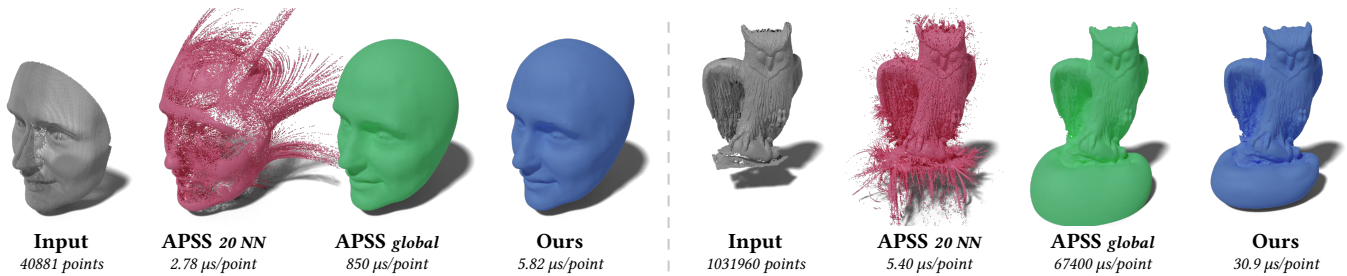 Input APSS 20 NN APSS global Ours Input APSS 20 NN APSS global Ours
40881 points 2.78 μs/point 850 μs/point 5.82 μs/point 1031960 points 5.40 μs/point 67400 μs/point 30.9 μs/point